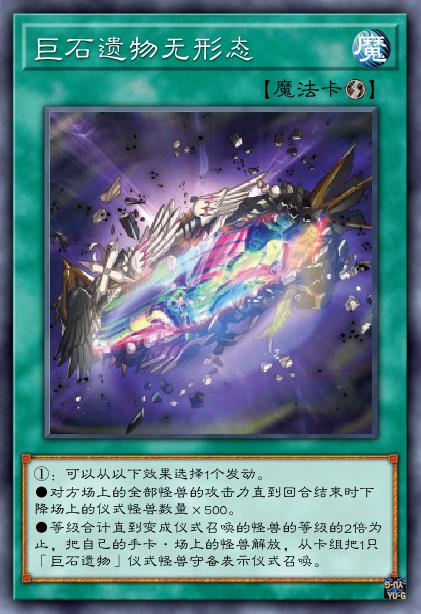 巨石遗物无形态
魔
【魔法卡】
①：可以从以下效果选择1个发动。
●对方场上的全部怪兽的攻击力直到回合结束时下
降场上的仪式怪兽数量×500。
●等级合计直到变成仪式召唤的怪兽的等级的2倍为
止，把自己的手卡·场上的怪兽解放，从卡组把1只
「巨石遗物」仪式怪兽守备表示仪式召唤。